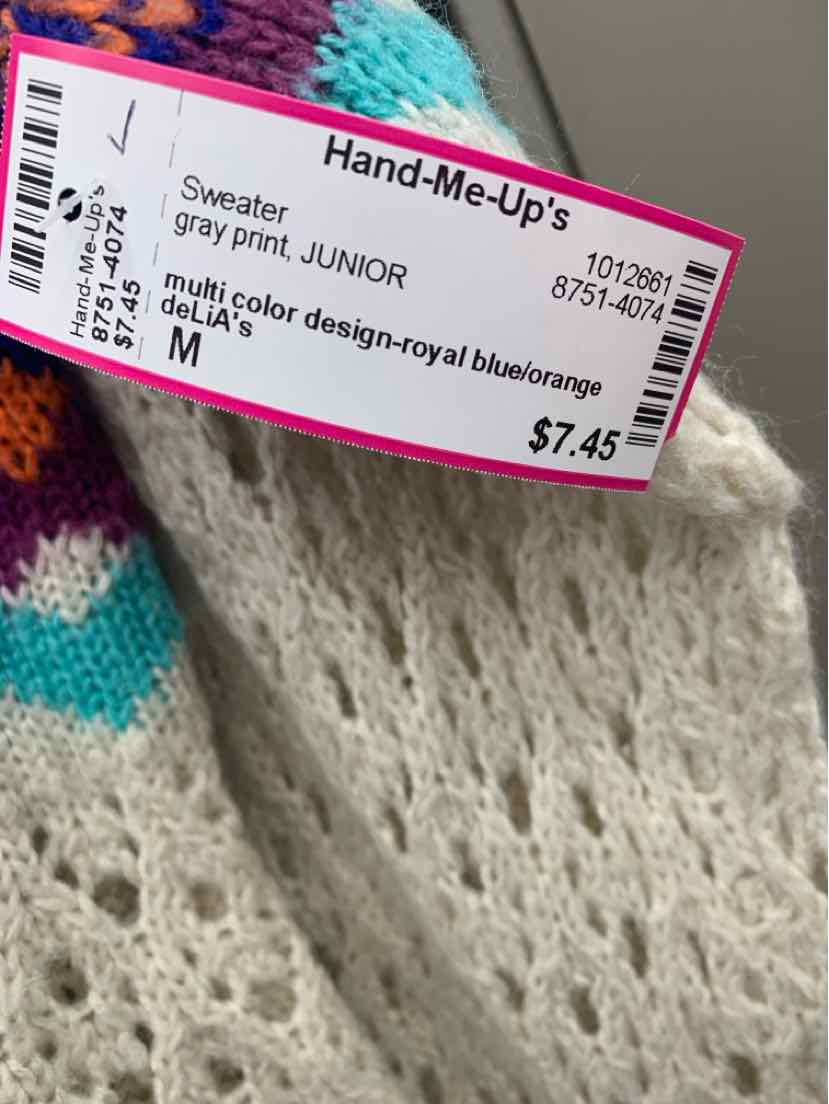 Hand-Me-Up's
8751-4074
$7.45
Hand-Me-Up's
Sweater
gray print, JUNIOR
1012661
8751-4074
multi color design-royal blue/orange
deLiA's
M
$7.45